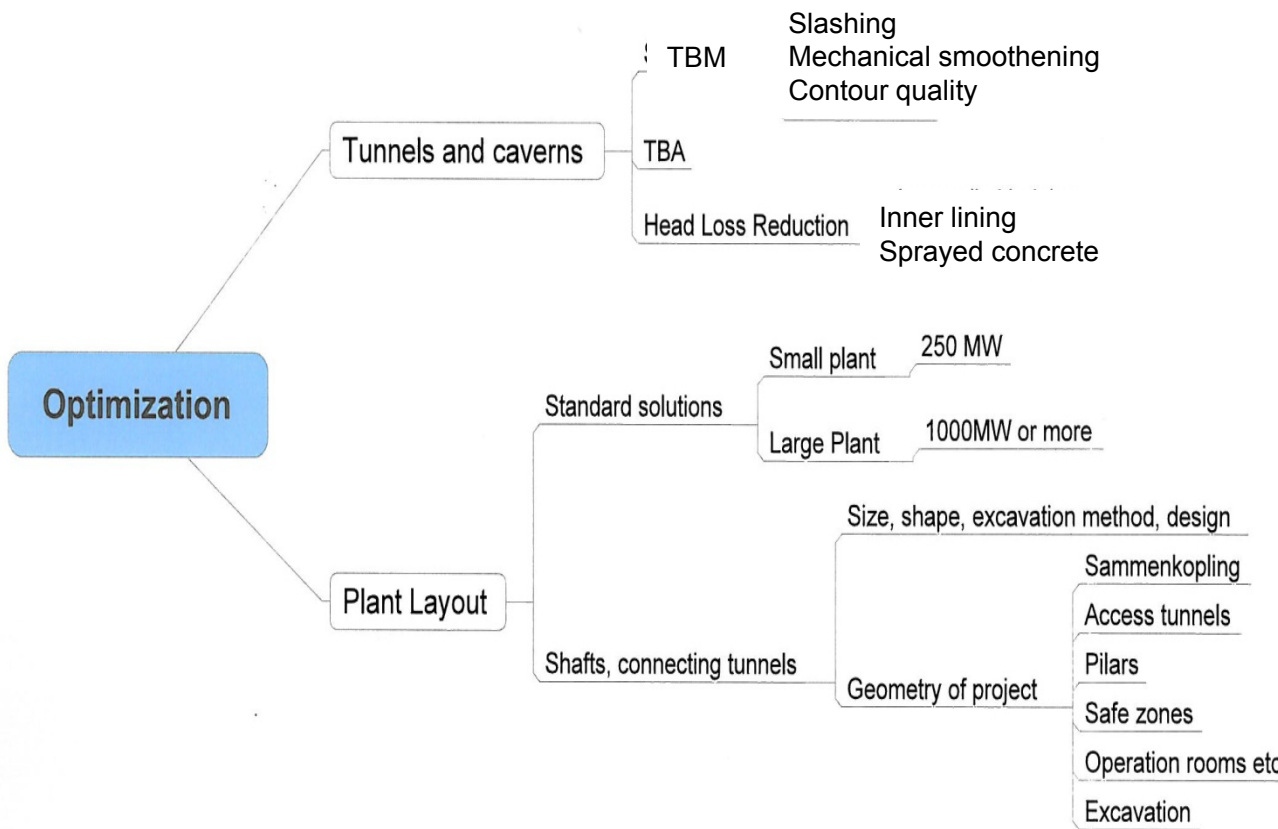 Slashing
TBM
Mechanical smoothening
Contour quality
Tunnels and caverns
TBA
Head Loss Reduction
Inner lining
Sprayed concrete
Optimization
Small plant
250 MW
Standard solutions
Large Plant
1000MW or more
Size, shape, excavation method, design
Sammenkopling
Plant Layout
Access tunnels
Shafts, connecting tunnels
Pilars
Geometry of project
Safe zones
Operation rooms etc
Excavation